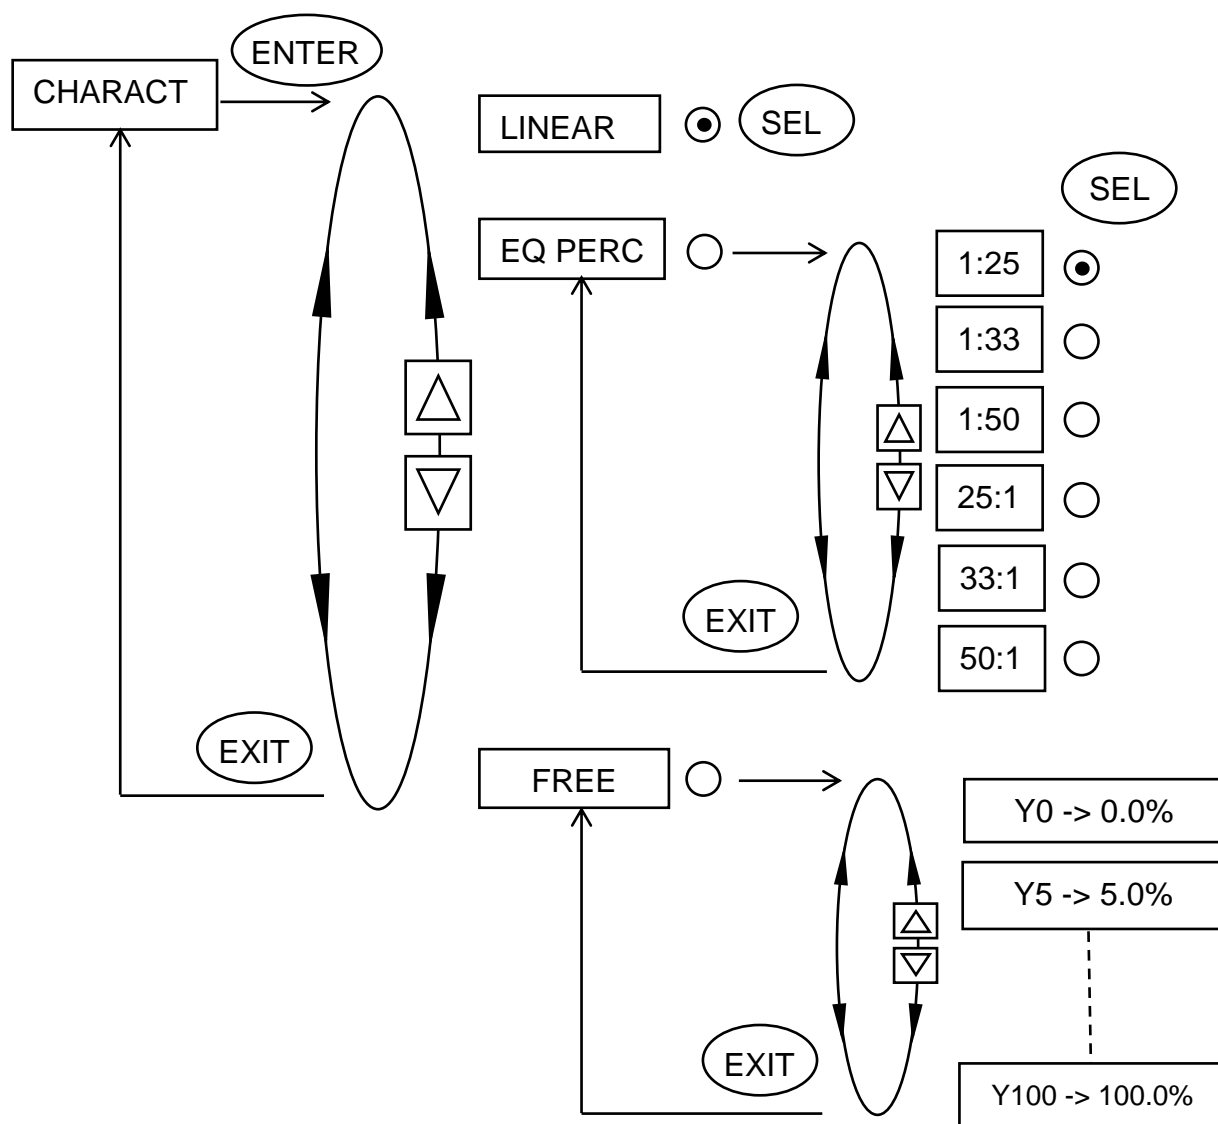 ENTER
CHARACT
LINEAR
SEL
SEL
EQ PERC
1:25
1:33
1:50
25:1
33:1
50:1
EXIT
EXIT
FREE
Y0 -> 0.0%
Y5 -> 5.0%
EXIT
Y100 -> 100.0%